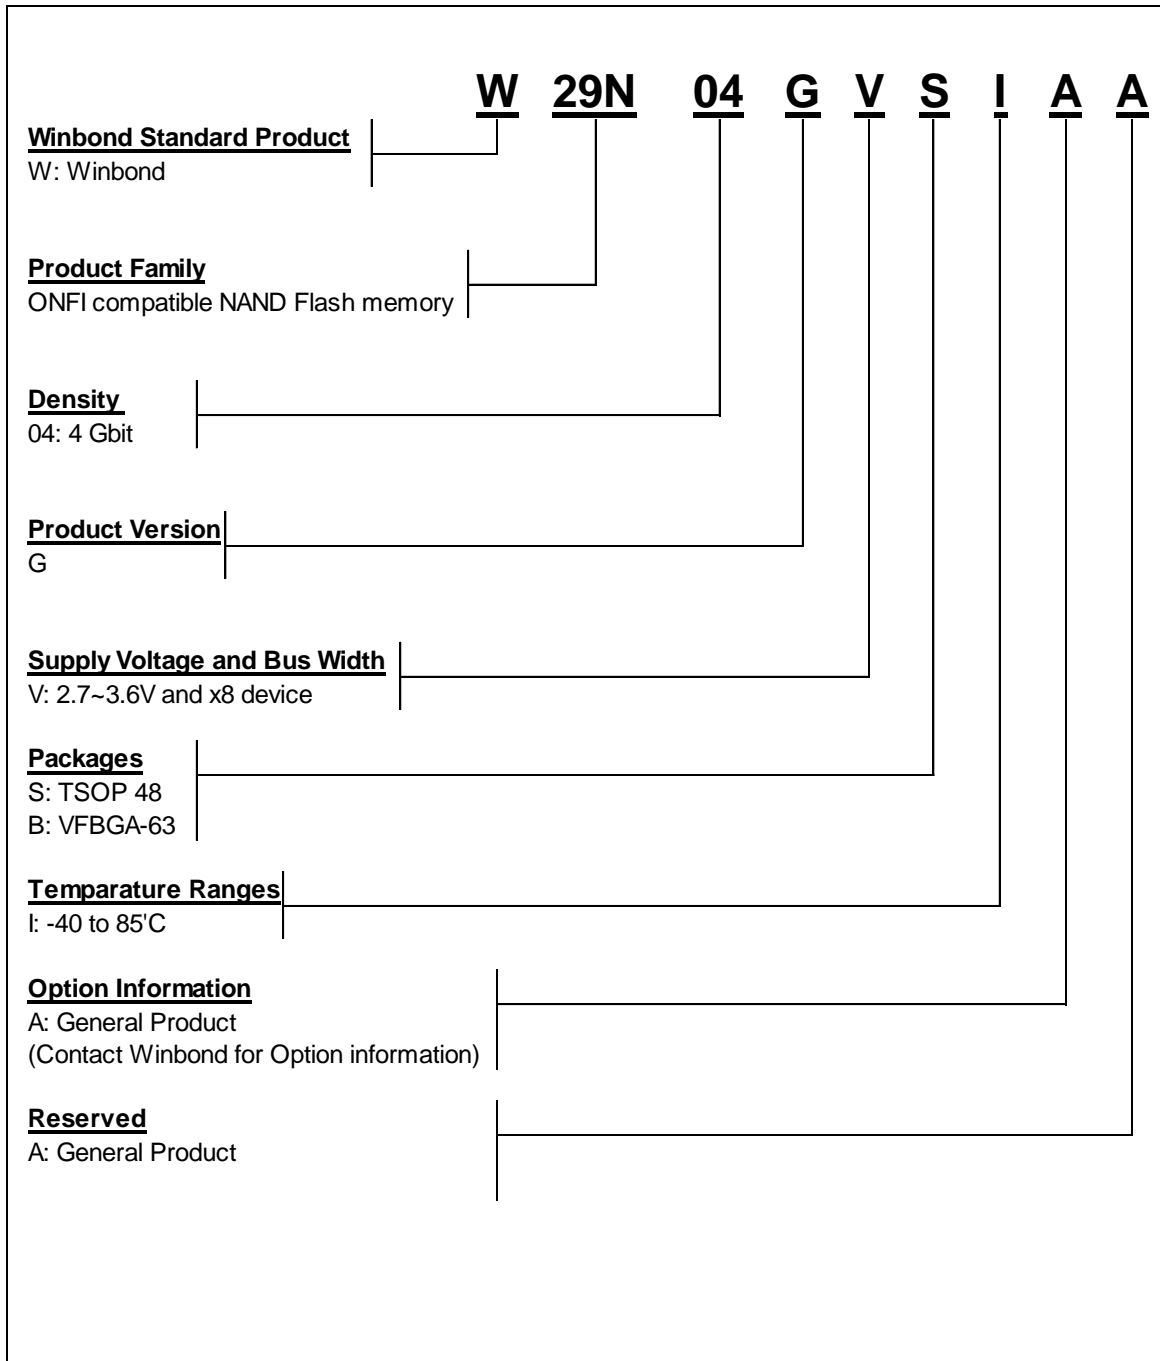 W 29N 04 G V S I A A
Winbond Standard Product
W: Winbond
Product Family
ONFI compatible NAND Flash memory
Density
04: 4 Gbit
Product Version
G
Supply Voltage and Bus Width
V: 2.7~3.6V and x8 device
Packages
S: TSOP 48
B: VFBGA-63
Temparature Ranges
I: -40 to 85'C
Option Information
A: General Product
(Contact Winbond for Option information)
Reserved
A: General Product